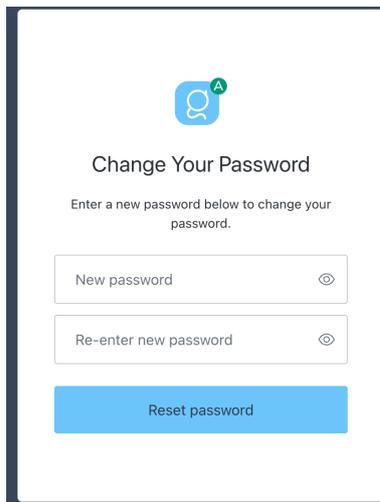 A
Change Your Password
Enter a new password below to change your
password.
New password
Re-enter new password
Reset password